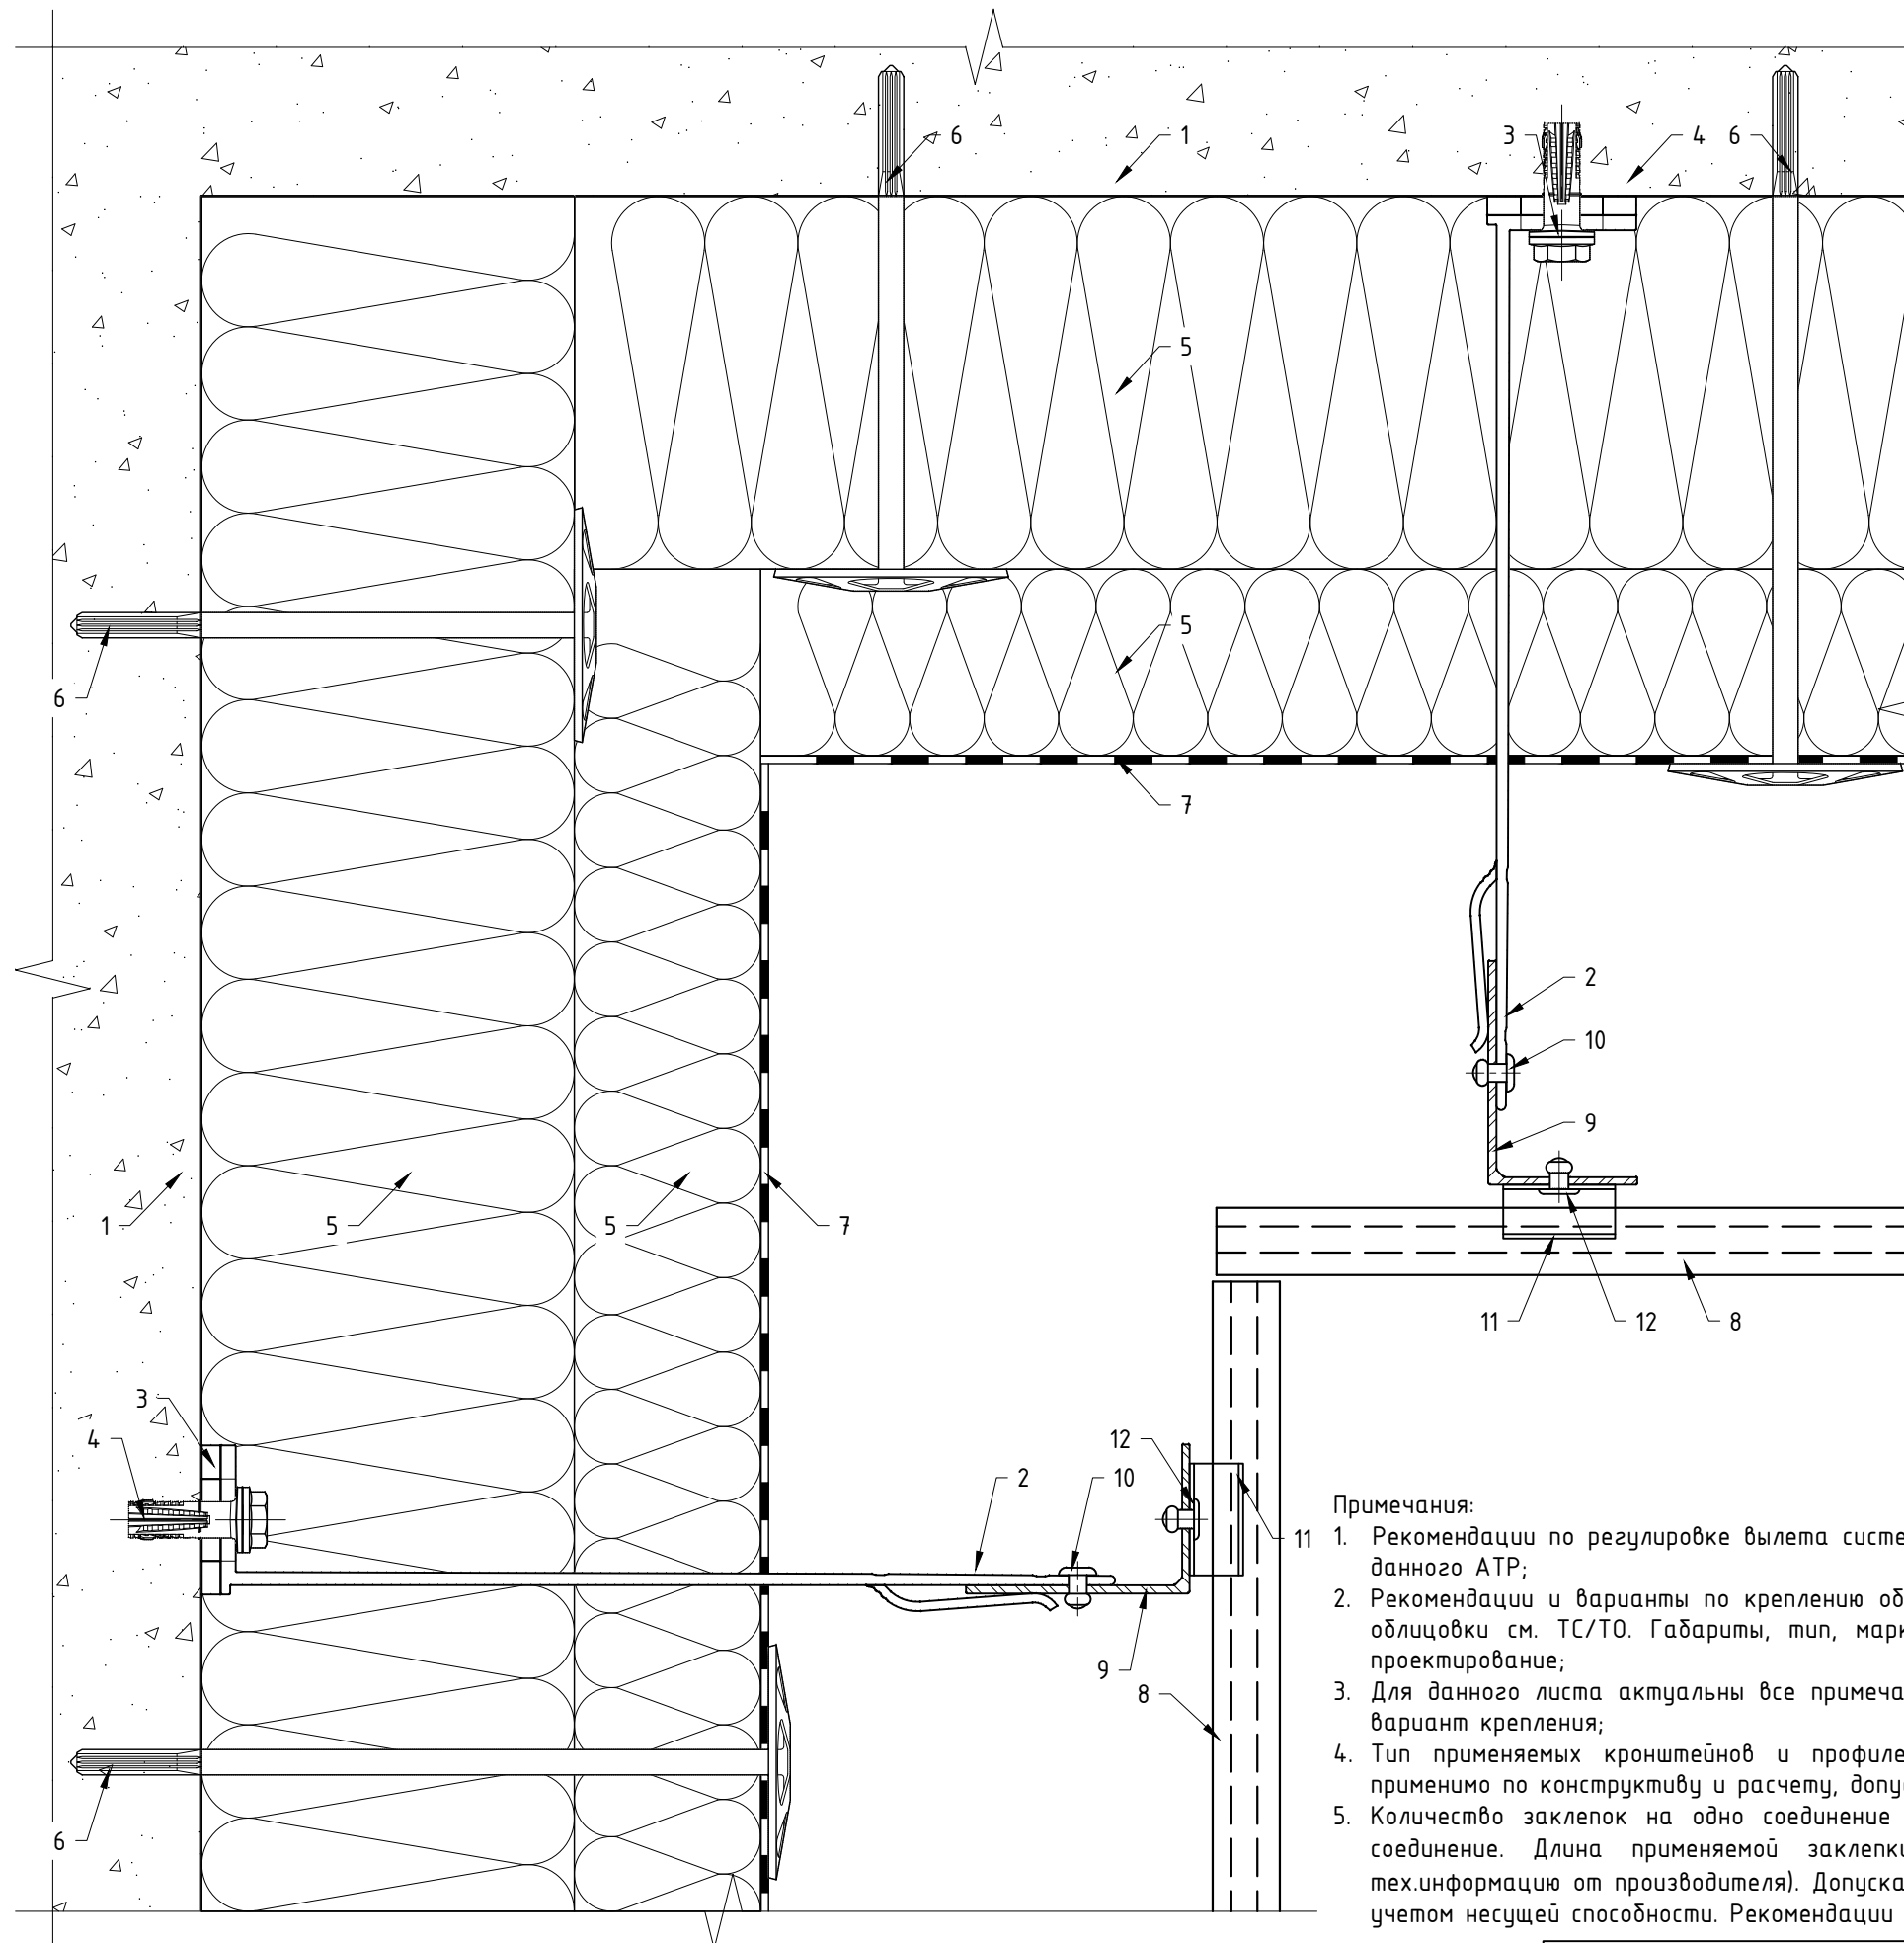 6
1
3
4
6
5
5
6
7
2
10
9
1
5
5
7
11
12
8
3
4
12
10
2
11
9
8
6
Примечания:
1. Рекомендации по регулировке вылета систе
данного АТР;
2. Рекомендации и варианты по креплению об
облицовки см. ТС/ТО. Габариты, тип, марк
проектирование;
3. Для данного листа актуальны все примеча
вариант крепления;
4. Тип применяемых кронштейнов и профиле
применимо по конструктиву и расчету, допу
5. Количество заклепок на одно соединение
соединение. Длина применяемой заклепки
тех.информацию от производителя). Допуска
учетом несущей способности. Рекомендации